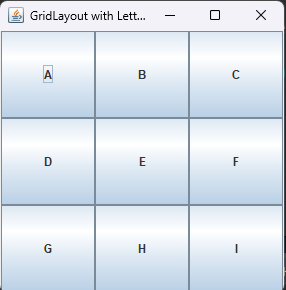 GridLayout with Lett...
A B C
D E F
G H I